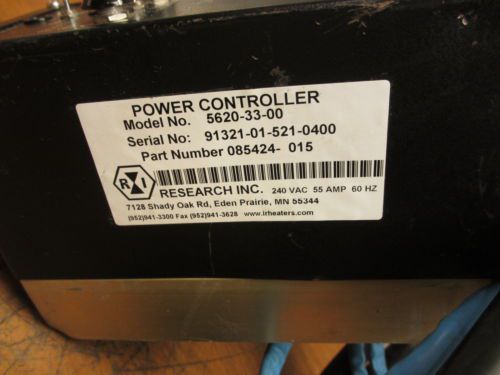 POWER CONTROLLER
Model No. 5620-33-00
Serial No: 91321-01-521-0400
Part Number 085424- 015
R I
RESEARCH INC. 240 VAC 55 AMP 60 HZ
7128 Shady Oak Rd, Eden Prairie, MN 55344
(952)941-3300 Fax (952)941-3628 www.irheaters.com